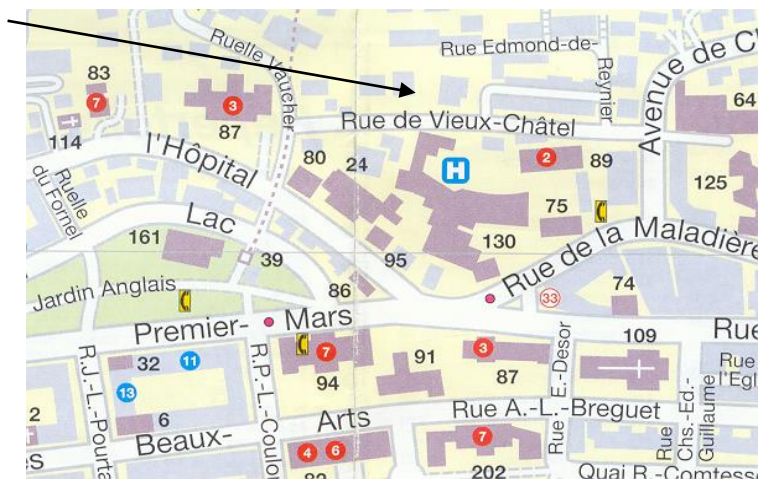 Ruelle Vaucher
Rue Edmond-de-
Reynier
Avenue de C
83
7
3
87
64
114
Rue de Vieux-Châtel
l'Hôpital
80
24
H
2
89
125
Ruelle
du Fornel
Lac
75
161
39
95
130
Rue de la Maladière
Jardin Anglais
86
33
74
Premier-
Mars
109
Rue
32
11
7
3
94
91
87
Rue E.-Desor
Rue
l'Egl
13
R.J.-L.-Pourta
R.P.-L.-Coulon
6
2
Arts
Rue A.-L.-Breguet
Rue
Chs.-Ed.-
Guillaume
Beaux-
4
6
7
es
82
202
Quai R.-Comtesse